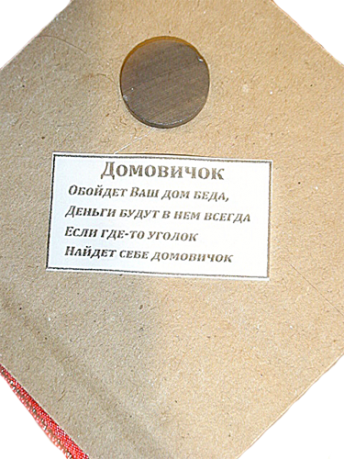 Домовичок
Обойдет Ваш дом беда,
Деньги будут в нем всегда
Если где-то уголок
Найдет себе домовичок